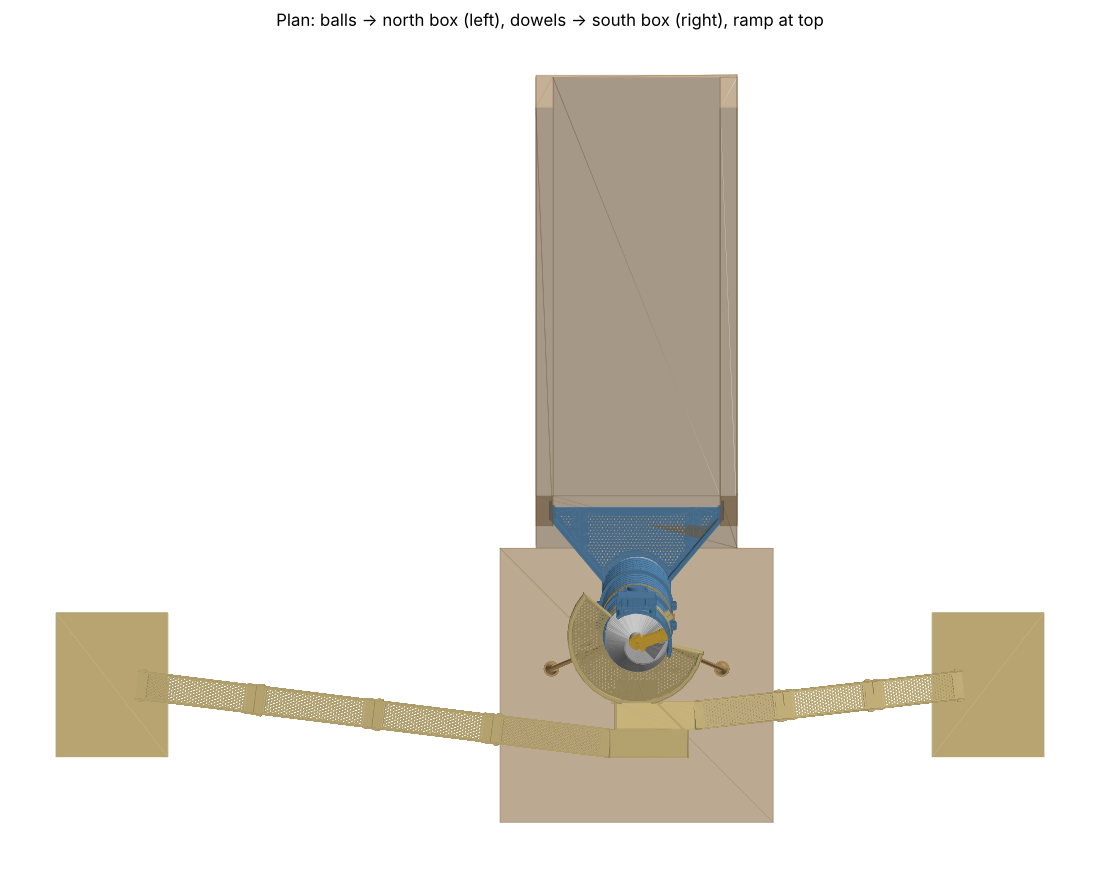 Plan: balls → north box (left), dowels → south box (right), ramp at top